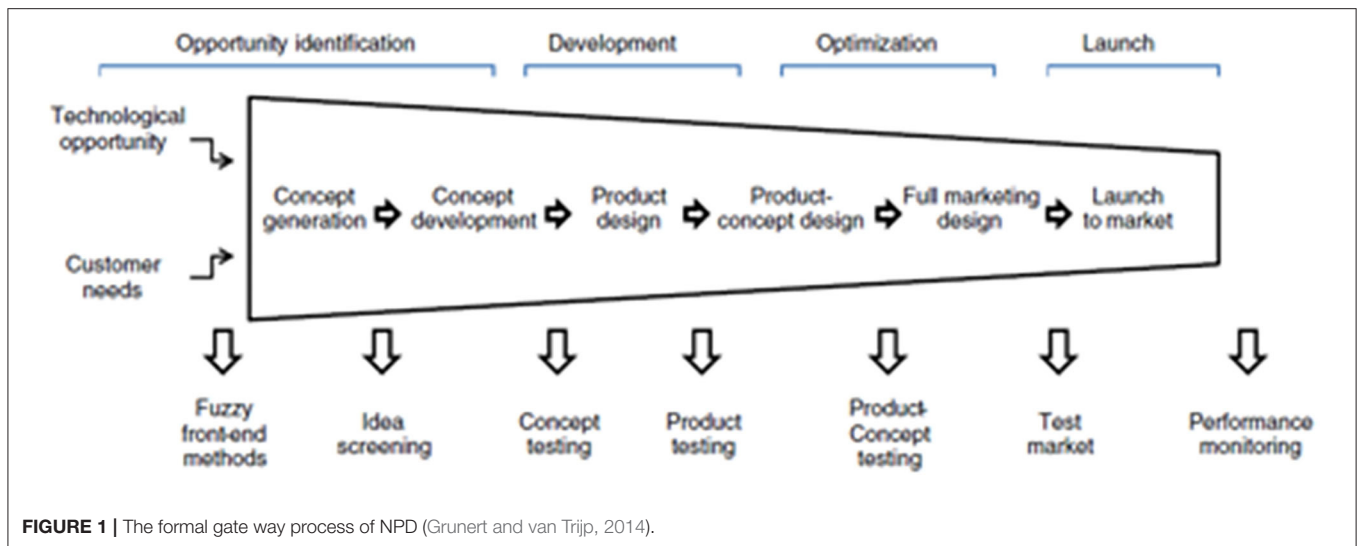 Opportunity identification
Development
Optimization
Launch
Technological
opportunity
Customer
needs
Concept
generation
Concept
development
Product
design
Product-
concept design
Full marketing
design
Launch
to market
Fuzzy
front-end
methods
Idea
screening
Concept
testing
Product
testing
Product-
Concept
testing
Test
market
Performance
monitoring
FIGURE 1 | The formal gate way process of NPD (Grunert and van Trijp, 2014).